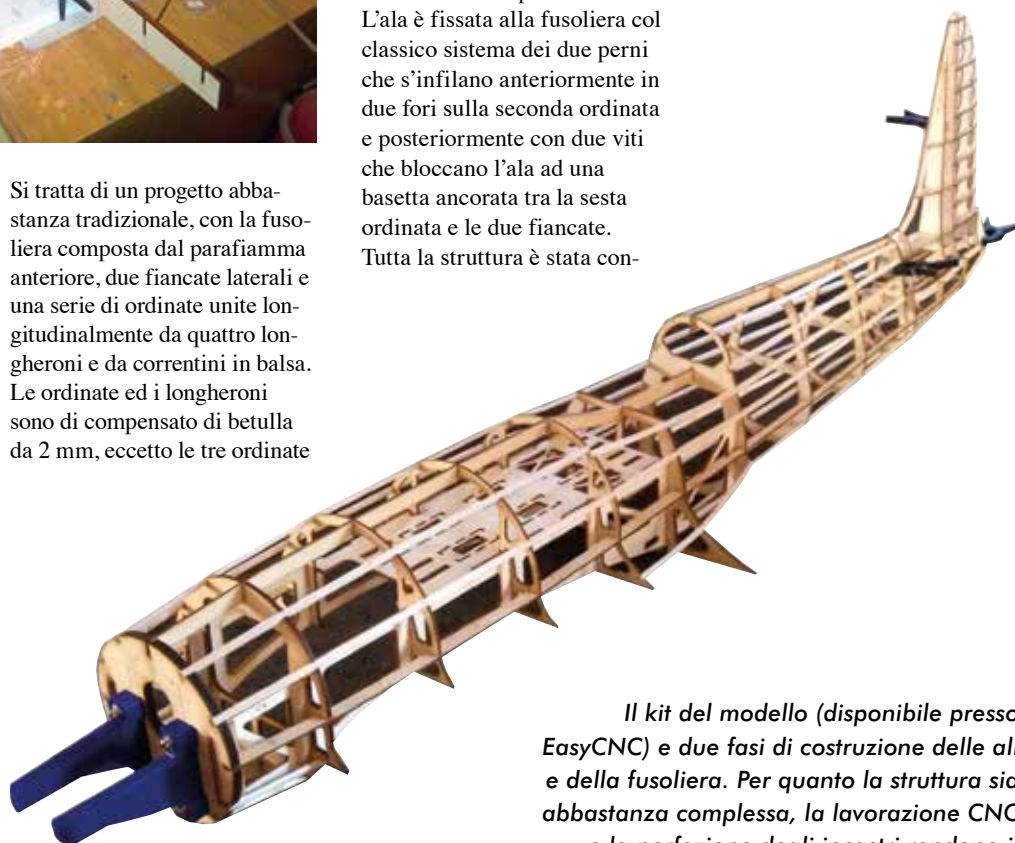 Si tratta di un progetto abba-
stanza tradizionale, con la fuso-
liera composta dal parafiamma
anteriore, due fiancate laterali e
una serie di ordinate unite lon-
gitudinalmente da quattro lon-
gheroni e da correntini in balsa.
Le ordinate ed i longheroni
sono di compensato di betulla
da 2 mm, eccetto le tre ordinate
L'ala è fissata alla fusoliera col
classico sistema dei due perni
che s'infilano anteriormente in
due fori sulla seconda ordinata
e posteriormente con due viti
che bloccano l'ala ad una
basetta ancorata tra la sesta
ordinata e le due fiancate.
Tutta la struttura è stata con-
Il kit del modello (disponibile presso
EasyCNC) e due fasi di costruzione delle ali
e della fusoliera. Per quanto la struttura sia
abbastanza complessa, la lavorazione CNC
e la perfezione degli incastri rendono i